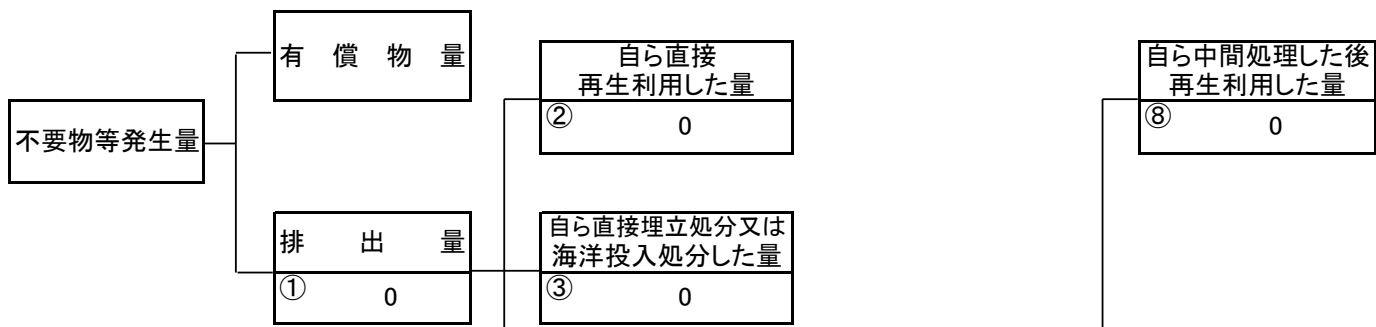 有償物量
自ら直接
再生利用した量
② 0
自ら中間処理した後
再生利用した量
⑧ 0
不要物等発生量
排出量
① 0
自ら直接埋立処分又は
海洋投入処分した量
③ 0